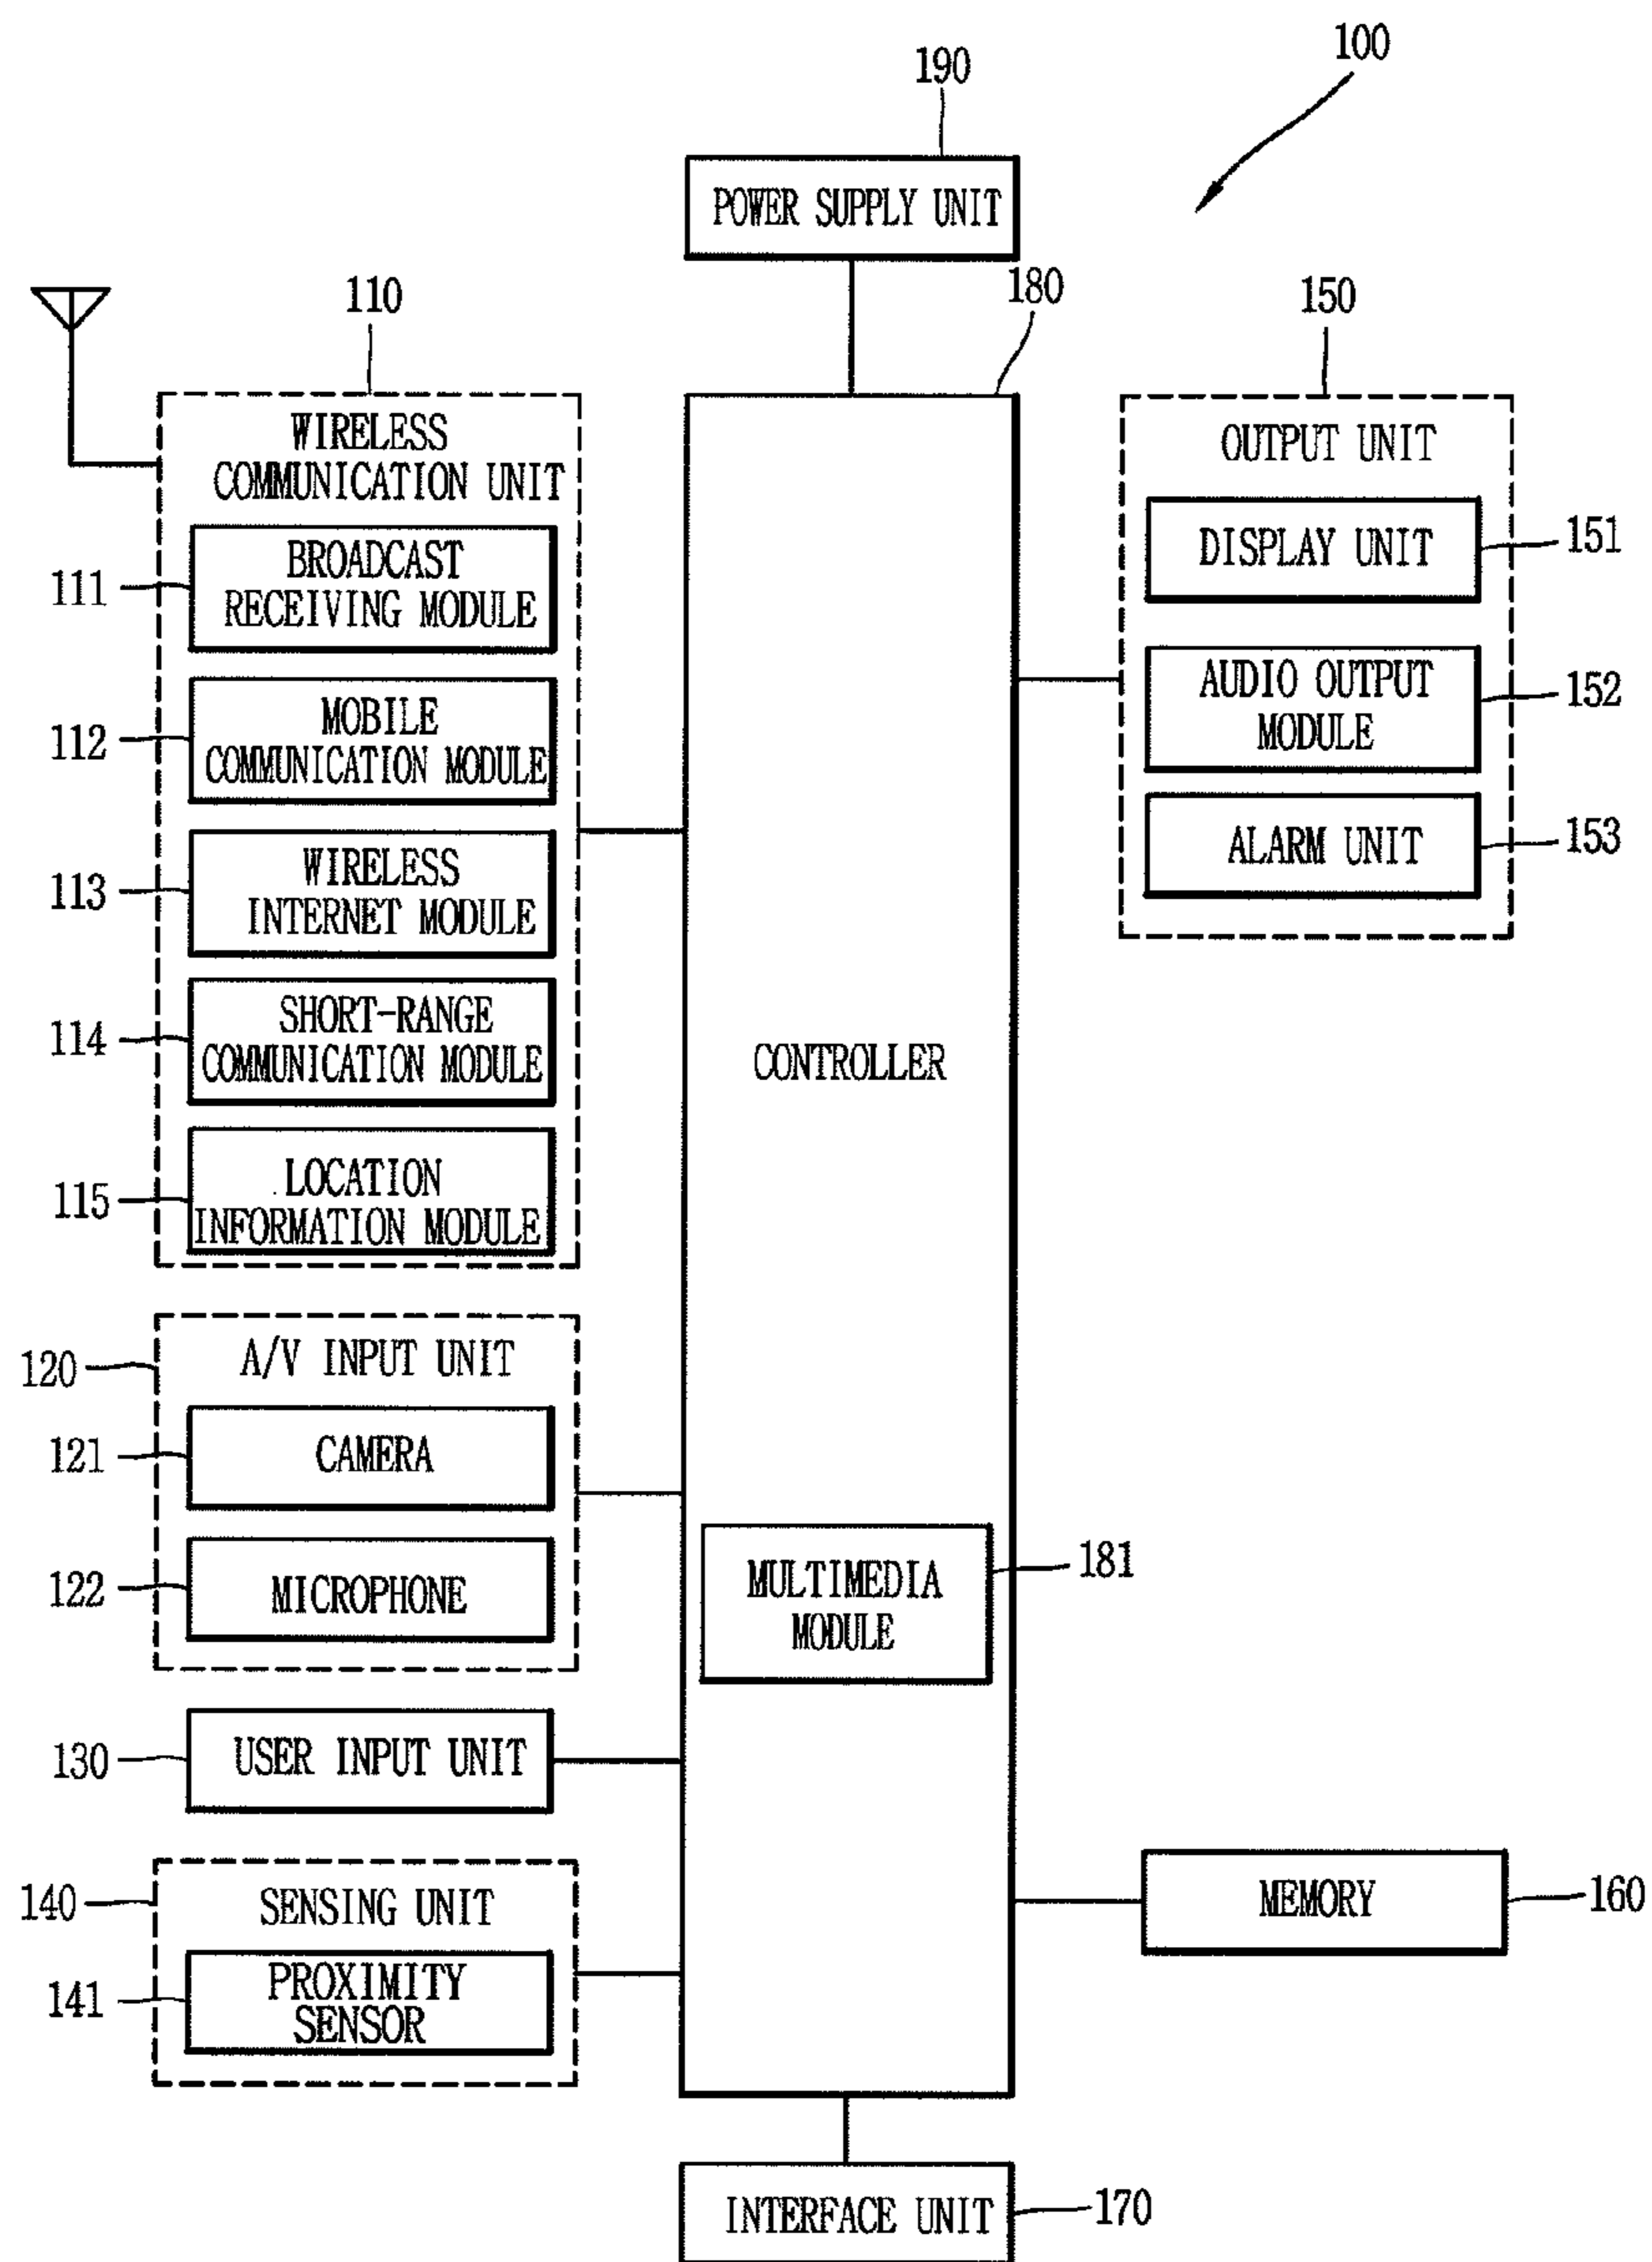 100
190
POWER SUPPLY UNIT
180
110
WIRELESS
COMMUNICATION UNIT
111
BROADCAST
RECEIVING MODULE
112
MOBILE
COMMUNICATION MODULE
113
WIRELESS
INTERNET MODULE
114
SHORT-RANGE
COMMUNICATION MODULE
115
LOCATION
INFORMATION MODULE
120
A/V INPUT UNIT
121
CAMERA
122
MICROPHONE
130
USER INPUT UNIT
140
SENSING UNIT
141
PROXIMITY
SENSOR
CONTROLLER
MULTIMEDIA
MODULE
181
150
OUTPUT UNIT
DISPLAY UNIT
151
AUDIO OUTPUT
MODULE
152
ALARM UNIT
153
MEMORY
160
INTERFACE UNIT
170